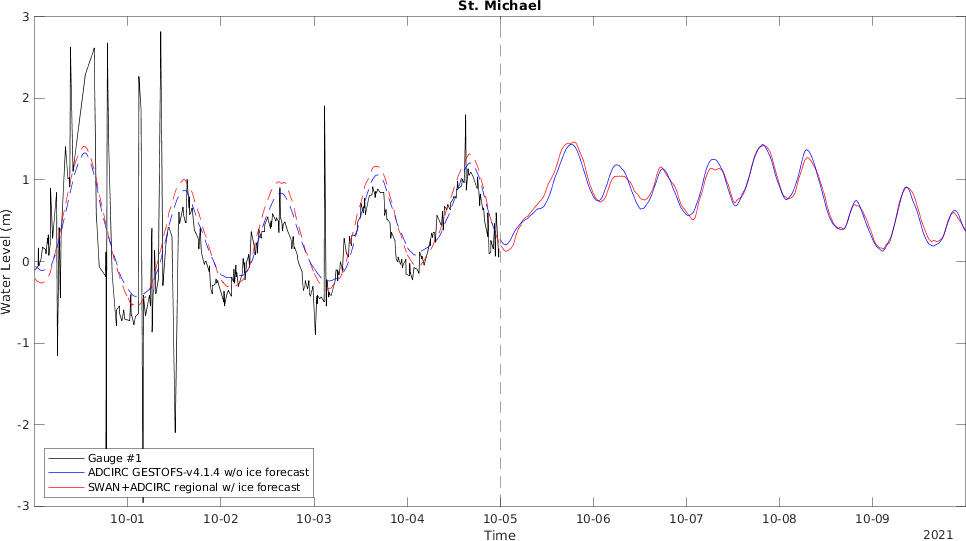 St. Michael
3
2
1
0
-1
-2
-3
Water Level (m)
Gauge #1
ADCIRC GESTOFS-v4.1.4 w/o ice forecast
SWAN+ADCIRC regional w/ ice forecast
10-01 10-02 10-03 10-04 10-05 10-06 10-07 10-08 10-09
Time
2021